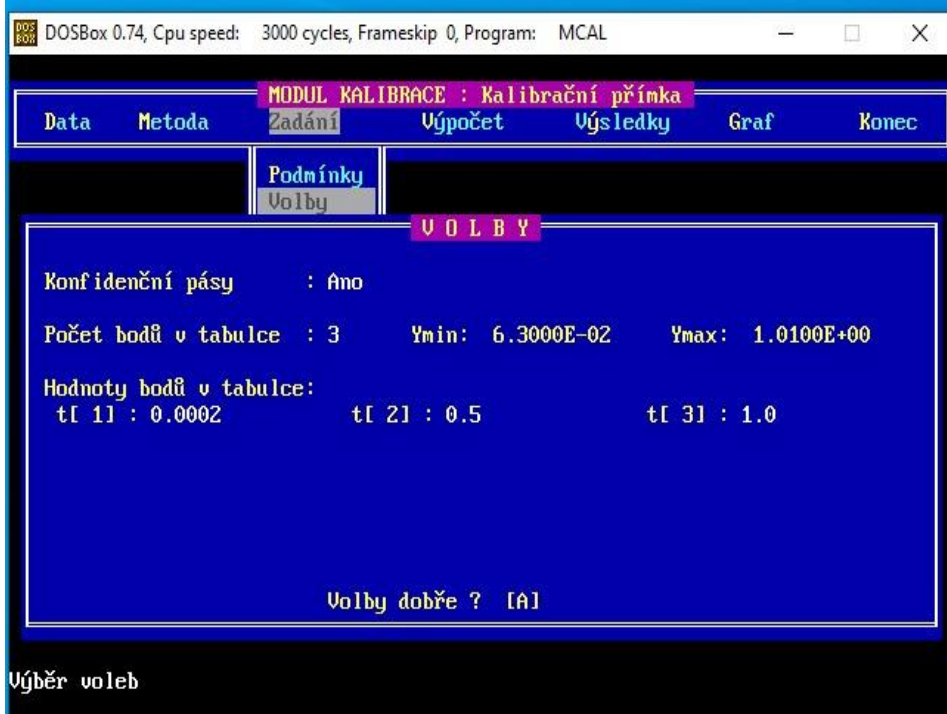 DOSBox 0.74, Cpu speed: 3000 cycles, Frameskip 0, Program: MCAL
MODUL KALIBRACE : Kalibrační přímka
Data Metoda Zadání Výpočet Výsledky Graf Konec
Podmínky
Volby
V O L B Y
Konfidenční pásy : Ano
Počet bodů v tabulce : 3 Ymin: 6.3000E-02 Ymax: 1.0100E+00
Hodnoty bodů v tabulce:
t[ 1] : 0.0002 t[ 2] : 0.5 t[ 3] : 1.0
Volby dobře ? [A]
Výběr voleb